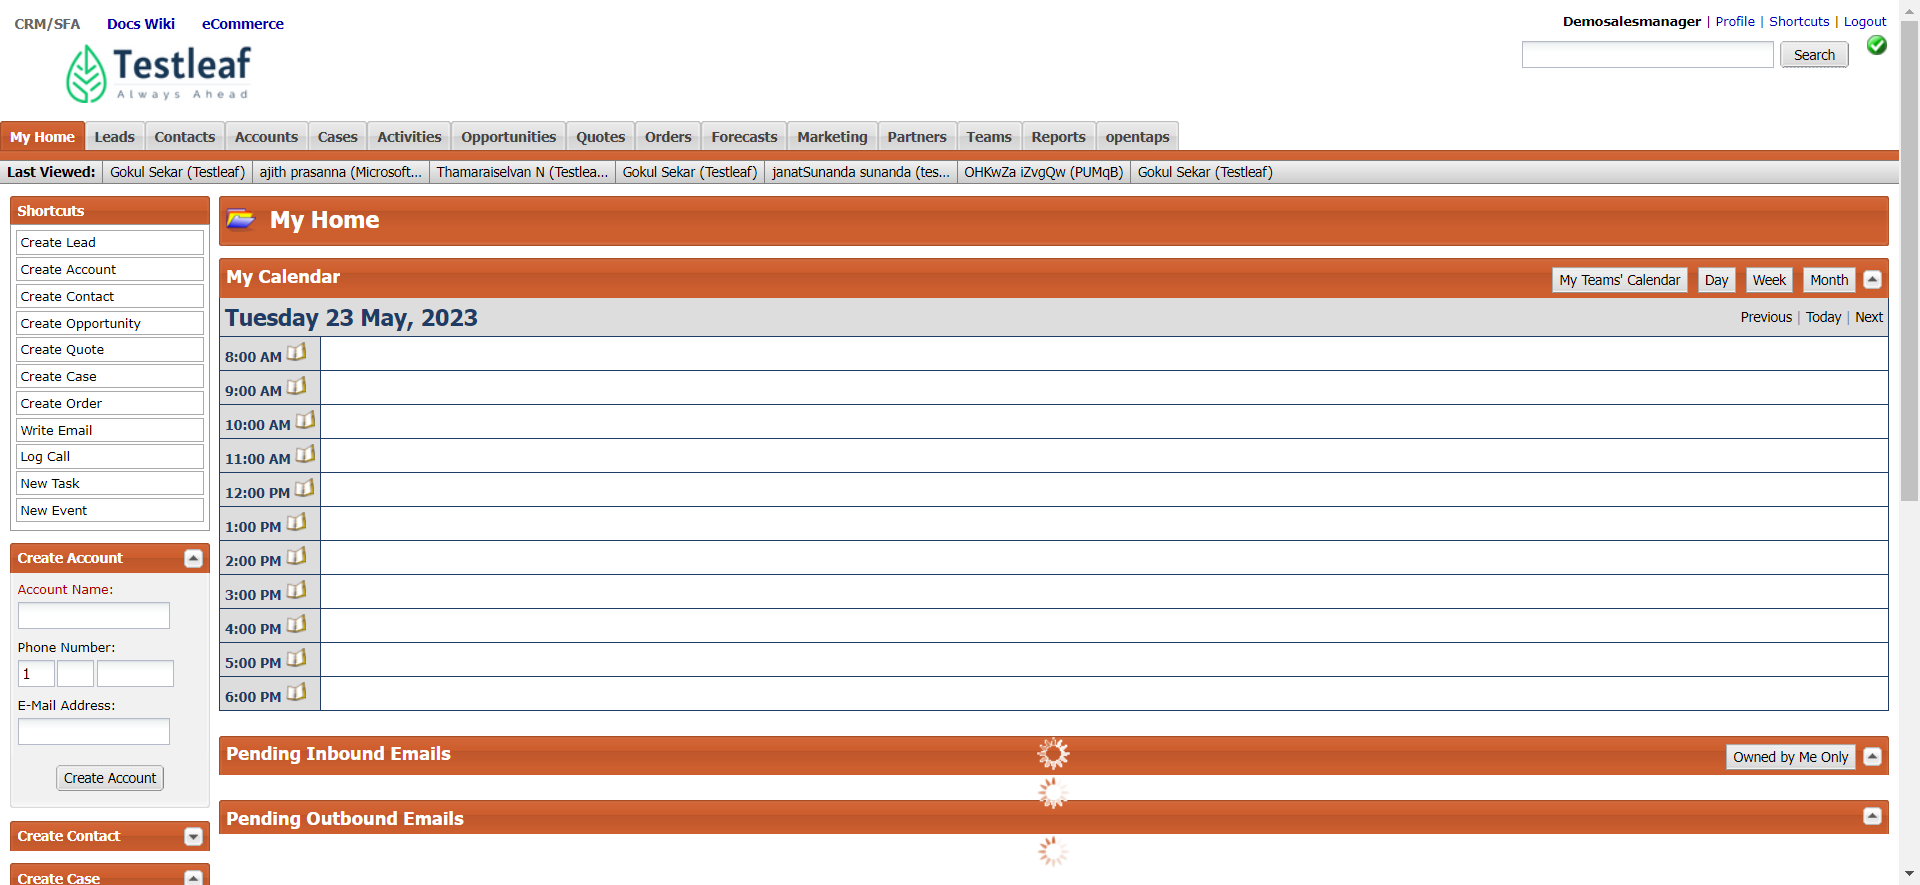 CRM/SFA Docs Wiki eCommerce
Demosalesmanager | Profile | Shortcuts | Logout
Testleaf
Always Ahead
Search
My Home Leads Contacts Accounts Cases Activities Opportunities Quotes Orders Forecasts Marketing Partners Teams Reports opentaps
Last Viewed: Gokul Sekar (Testleaf) ajith prasanna (Microsoft... Thamaraiselvan N (Testlea... Gokul Sekar (Testleaf) janatSunanda sunanda (tes... OHKwZa iZvgQw (PUMqB) Gokul Sekar (Testleaf)
Shortcuts
Create Lead
Create Account
Create Contact
Create Opportunity
Create Quote
Create Case
Create Order
Write Email
Log Call
New Task
New Event
Create Account
Account Name:
Phone Number:
1
E-Mail Address:
Create Account
Create Contact
Create Case
My Home
My Calendar
My Teams' Calendar Day Week Month
Tuesday 23 May, 2023
Previous | Today | Next
8:00 AM
9:00 AM
10:00 AM
11:00 AM
12:00 PM
1:00 PM
2:00 PM
3:00 PM
4:00 PM
5:00 PM
6:00 PM
Pending Inbound Emails
Owned by Me Only
Pending Outbound Emails